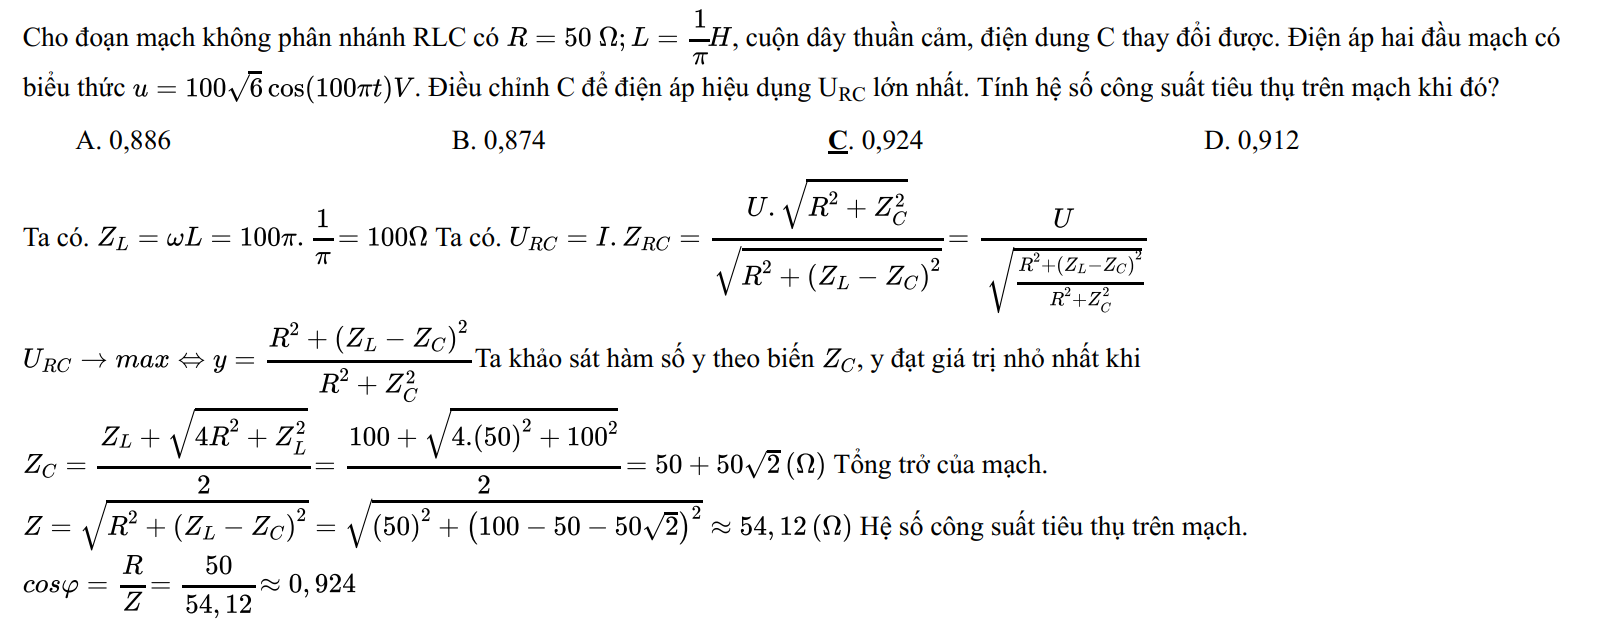 Cho đoạn mạch không phân nhánh RLC có $R = 50\ \Omega; L = \frac{1}{\pi}H$, cuộn dây thuần cảm, điện dung C thay đổi được. Điện áp hai đầu mạch có
biểu thức $u = 100\sqrt{6}\cos(100\pi t)V$. Điều chỉnh C để điện áp hiệu dụng U_{RC} lớn nhất. Tính hệ số công suất tiêu thụ trên mạch khi đó?
A. 0,886 B. 0,874 C. 0,924 D. 0,912
Ta có. $Z_L = \omega L = 100\pi.\frac{1}{\pi} = 100\Omega$ Ta có. $U_{RC} = I.Z_{RC} = \frac{U.\sqrt{R^2 + Z_C^2}}{\sqrt{R^2 + (Z_L - Z_C)^2}} = \frac{U}{\sqrt{\frac{R^2+(Z_L-Z_C)^2}{R^2+Z_C^2}}}$
$U_{RC} \rightarrow max \Leftrightarrow y = \frac{R^2 + (Z_L - Z_C)^2}{R^2 + Z_C^2}$ Ta khảo sát hàm số y theo biến $Z_C$, y đạt giá trị nhỏ nhất khi
$Z_C = \frac{Z_L + \sqrt{4R^2 + Z_L^2}}{2} = \frac{100 + \sqrt{4.(50)^2 + 100^2}}{2} = 50 + 50\sqrt{2}\,(\Omega)$ Tổng trở của mạch.
$Z = \sqrt{R^2 + (Z_L - Z_C)^2} = \sqrt{(50)^2 + (100 - 50 - 50\sqrt{2})^2} \approx 54,12\,(\Omega)$ Hệ số công suất tiêu thụ trên mạch.
$cos\varphi = \frac{R}{Z} = \frac{50}{54,12} \approx 0,924$